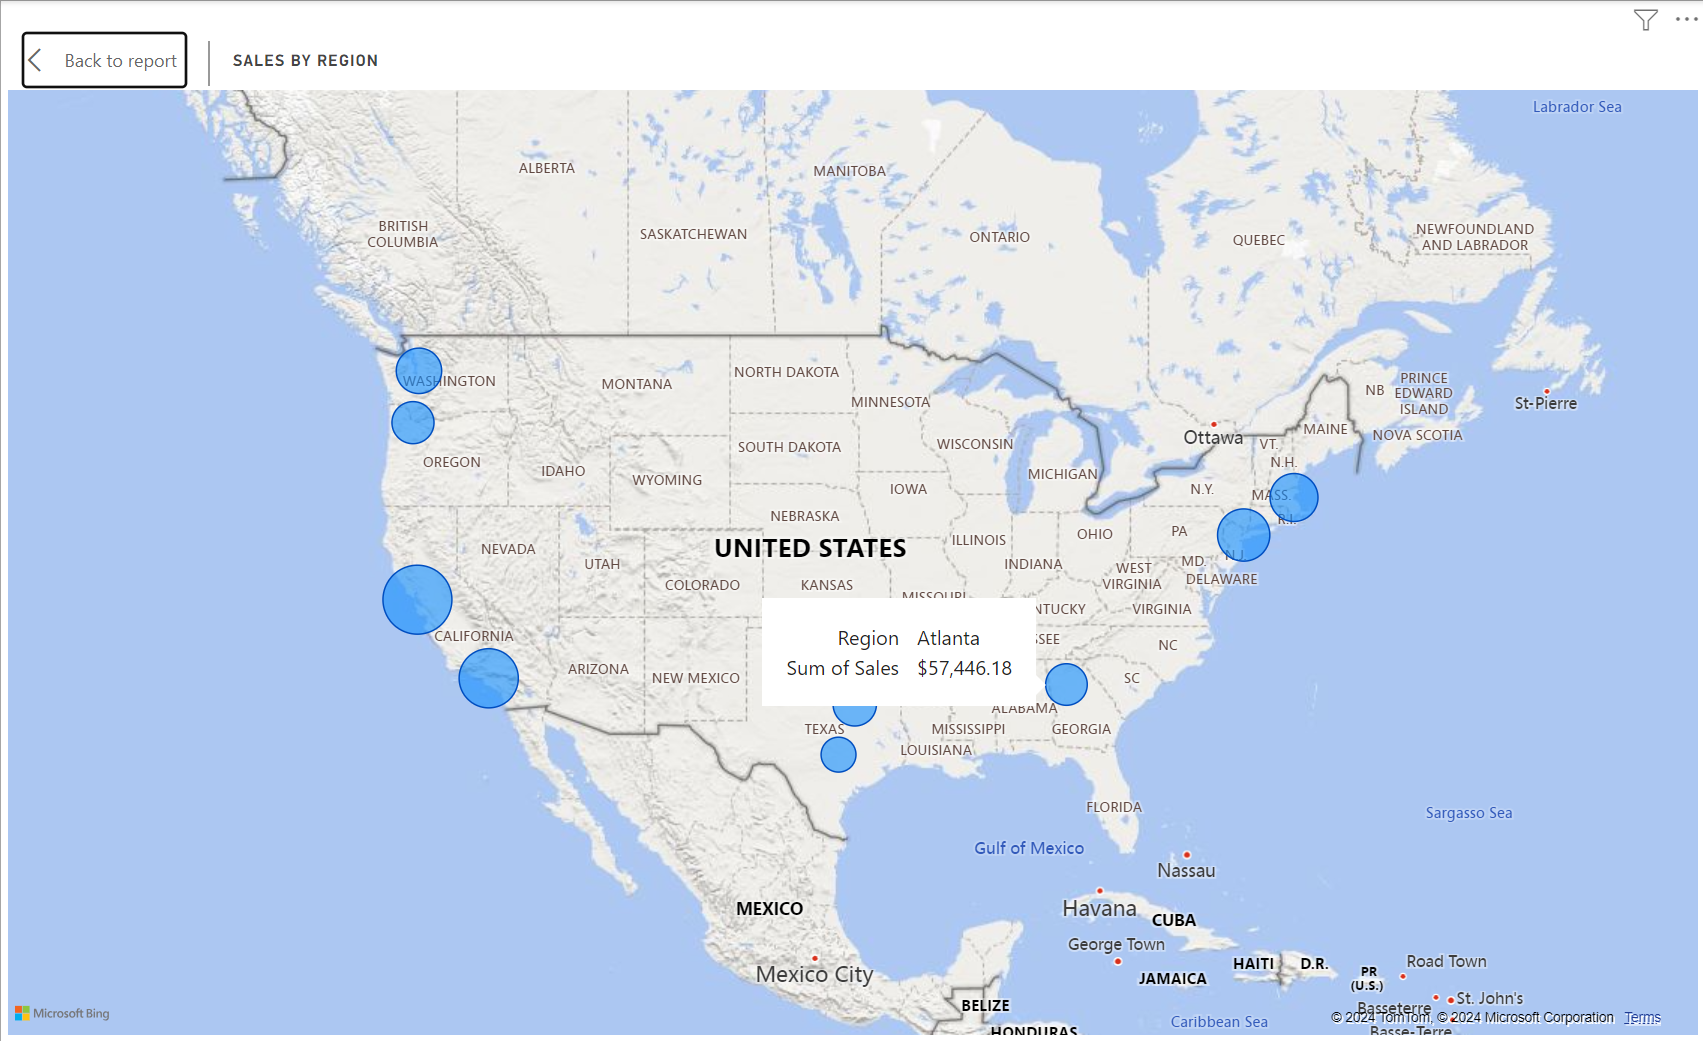 Back to report
SALES BY REGION
Labrador Sea
ALBERTA
MANITOBA
BRITISH
COLUMBIA
SASKATCHEWAN
ONTARIO
QUEBEC
NEWFOUNDLAND
AND LABRADOR
WASHINGTON
MONTANA
NORTH DAKOTA
MINNESOTA
NB
PRINCE
EDWARD
ISLAND
St-Pierre
Ottawa
MAINE
NOVA SCOTIA
VT.
N.H.
OREGON
IDAHO
WYOMING
SOUTH DAKOTA
WISCONSIN
MICHIGAN
IOWA
N.Y.
MASS.
R.I.
NEBRASKA
UNITED STATES
ILLINOIS
OHIO
PA
N.J.
NEVADA
UTAH
COLORADO
KANSAS
MISSOURI
INDIANA
WEST
VIRGINIA
MD.
DELAWARE
NTUCKY
VIRGINIA
CALIFORNIA
ARIZONA
NEW MEXICO
Region Atlanta
Sum of Sales $57,446.18
SEE
NC
SC
ALABAMA
TEXAS
MISSISSIPPI
GEORGIA
LOUISIANA
FLORIDA
Sargasso Sea
Gulf of Mexico
Nassau
MEXICO
Havana
CUBA
George Town
Mexico City
JAMAICA
HAITI
D.R.
PR
(U.S.)
Road Town
BELIZE
Basseterre
St. John's
Microsoft Bing
HONDURAS
Caribbean Sea
© 2024 TomTom, © 2024 Microsoft Corporation Terms
Basse-Terre